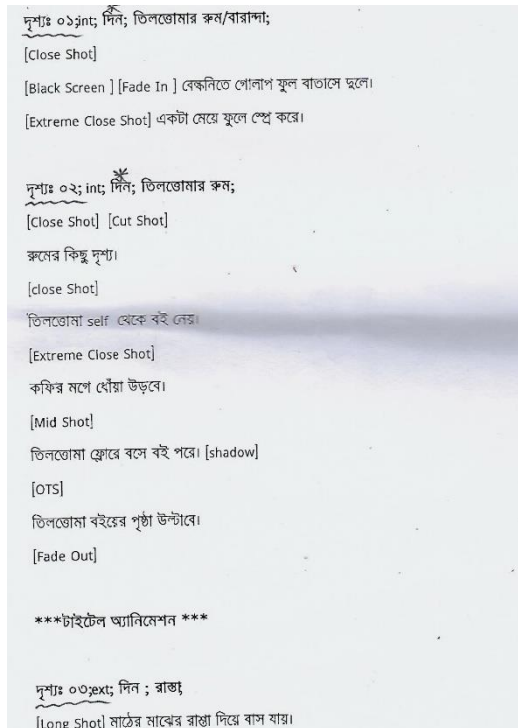 দৃশ্যঃ ০১;int; দিন; তিলত্তোমার রুম/বারান্দা;
[Close Shot]
[Black Screen ] [Fade In ] বেল্কনিতে গোলাপ ফুল বাতাসে দুলে।
[Extreme Close Shot] একটা মেয়ে ফুলে স্প্রে করে।
দৃশ্যঃ ০২; int; দিন; তিলত্তোমার রুম;
[Close Shot] [Cut Shot]
রুমের কিছু দৃশ্য।
[close Shot]
তিলত্তোমা self থেকে বই নেয়।
[Extreme Close Shot]
কফির মগে ধোঁয়া উড়বে।
[Mid Shot]
তিলত্তোমা ফ্লোরে বসে বই পরে। [shadow]
[OTS]
তিলত্তোমা বইয়ের পৃষ্ঠা উল্টাবে।
[Fade Out]
***টাইটেল অ্যানিমেশন ***
দৃশ্যঃ ০৩;ext; দিন ; রাস্তা;
[Long Shot] মাঠের মাঝের রাস্তা দিয়ে বাস যায়।